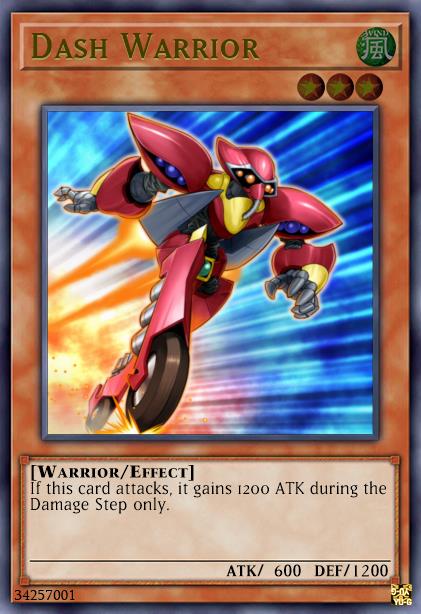 Dash Warrior
WIND
風
[Warrior/Effect]
If this card attacks, it gains 1200 ATK during the
Damage Step only.
ATK/ 600 DEF/1200
34257001